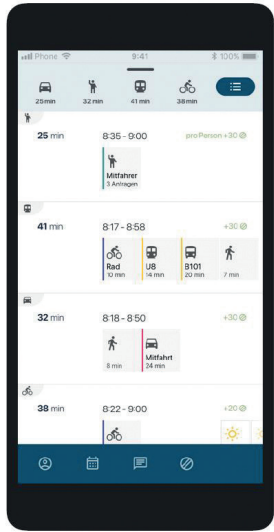 Phone 9:41 100%
25min 32 min 41 min 38min
25 min 8:35 - 9:00 pro Person +30
Mitfahrer
3 Anfragen
41 min 8:17 - 8:58 +30
Rad U8 B101
10 min 14 min 20 min 7 min
32 min 8:18 - 8:50 +30
Mitfahrt
8 min 24 min
38 min 8:22 - 9:00 +20